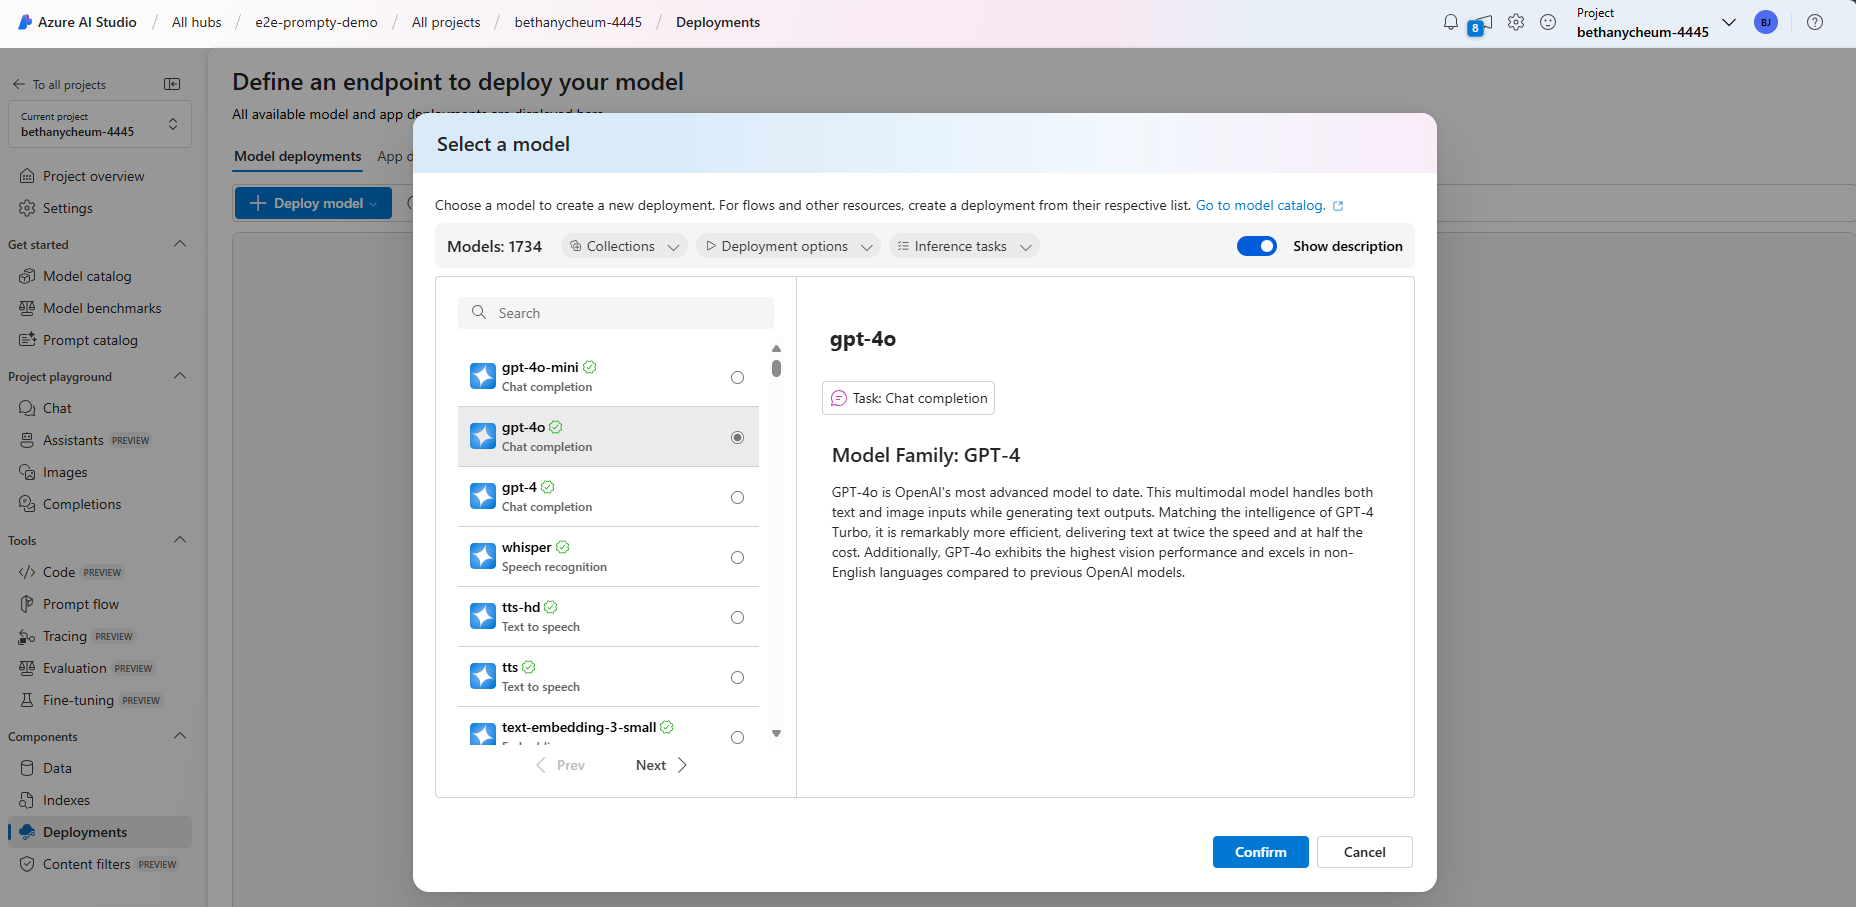 Azure AI Studio / All hubs / e2e-prompty-demo / All projects / bethanycheum-4445 / Deployments
8
Project
bethanycheum-4445
BJ
To all projects
Current project
bethanycheum-4445
Project overview
Settings
Get started
Model catalog
Model benchmarks
Prompt catalog
Project playground
Chat
Assistants PREVIEW
Images
Completions
Tools
Code PREVIEW
Prompt flow
Tracing PREVIEW
Evaluation PREVIEW
Fine-tuning PREVIEW
Components
Data
Indexes
Deployments
Content filters PREVIEW
Define an endpoint to deploy your model
All available model and app deployments are displayed here
Model deployments App d
Deploy model
Select a model
Choose a model to create a new deployment. For flows and other resources, create a deployment from their respective list. Go to model catalog.
Models: 1734 Collections Deployment options Inference tasks Show description
Search
gpt-4o-mini
Chat completion
gpt-4o
Chat completion
gpt-4
Chat completion
whisper
Speech recognition
tts-hd
Text to speech
tts
Text to speech
text-embedding-3-small
Prev Next
gpt-4o
Task: Chat completion
Model Family: GPT-4
GPT-4o is OpenAI's most advanced model to date. This multimodal model handles both
text and image inputs while generating text outputs. Matching the intelligence of GPT-4
Turbo, it is remarkably more efficient, delivering text at twice the speed and at half the
cost. Additionally, GPT-4o exhibits the highest vision performance and excels in non-
English languages compared to previous OpenAI models.
Confirm Cancel